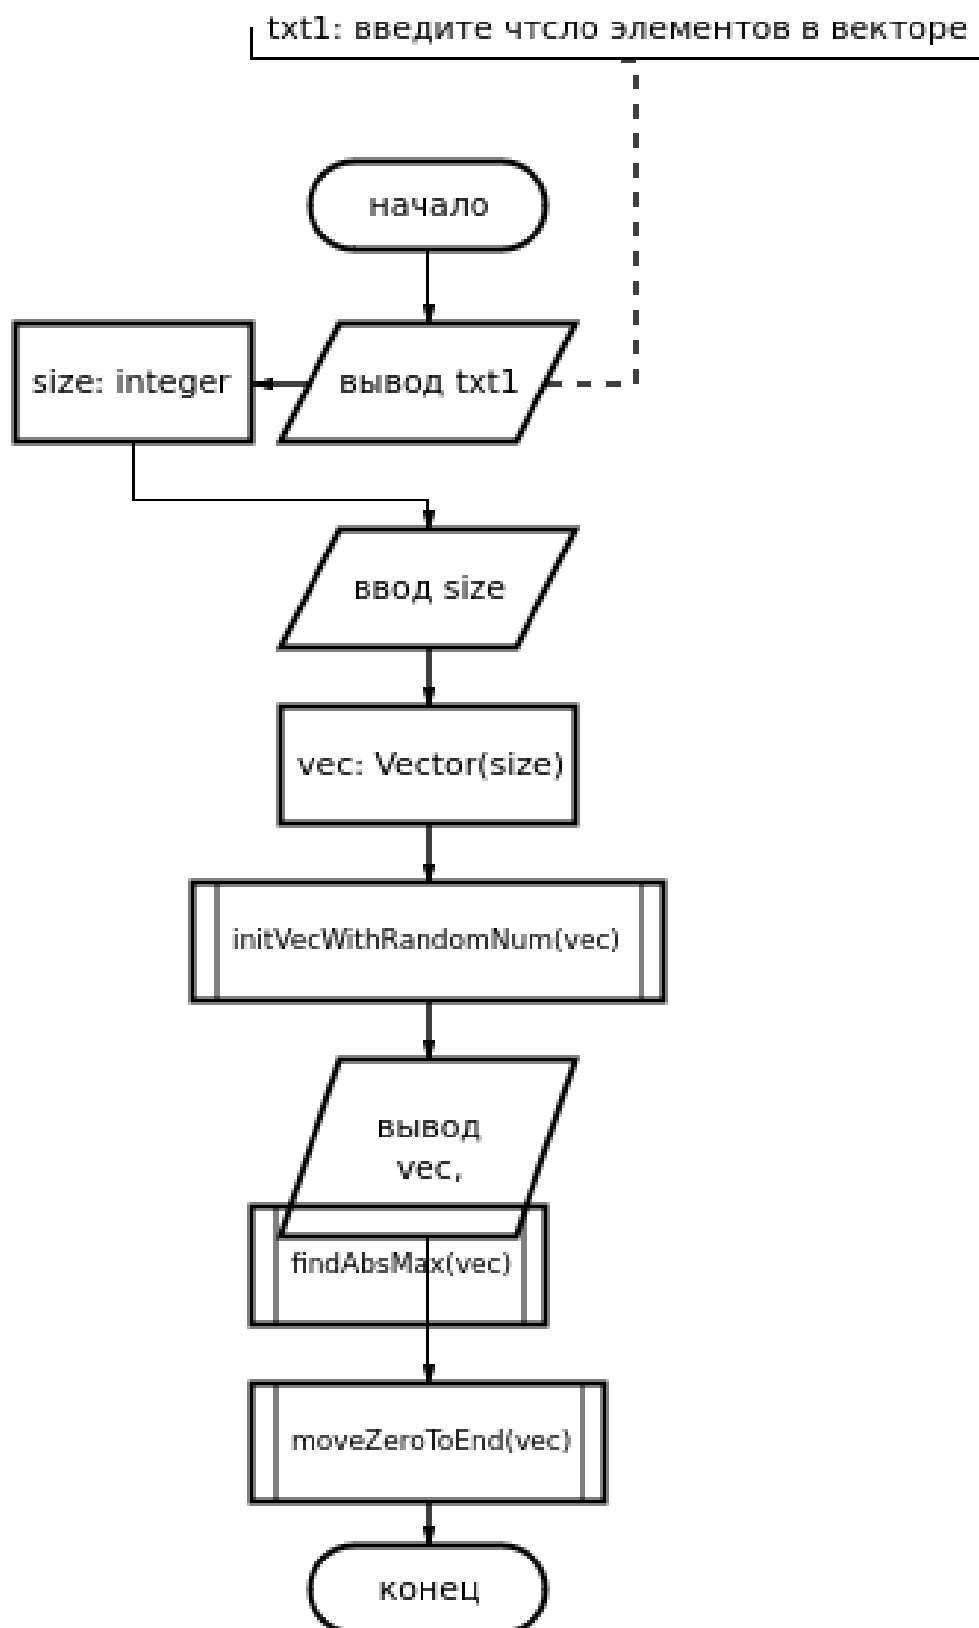 txt1: введите чтсло элементов в векторе
начало
size: integer
вывод txt1
ввод size
vec: Vector(size)
initVecWithRandomNum(vec)
вывод
vec,
findAbsMax(vec)
moveZeroToEnd(vec)
конец